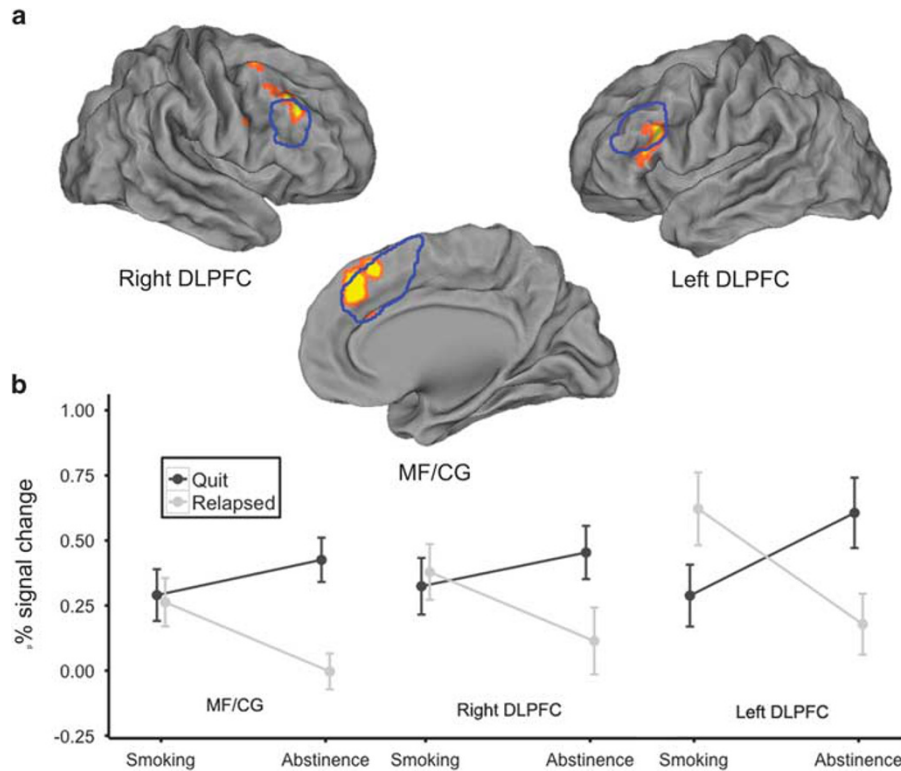 a
Right DLPFC
Left DLPFC
MF/CG
b
1.00
0.75
0.50
0.25
0.00
-0.25
% signal change
Quit
Relapsed
MF/CG
Right DLPFC
Left DLPFC
Smoking
Abstinence
Smoking
Abstinence
Smoking
Abstinence